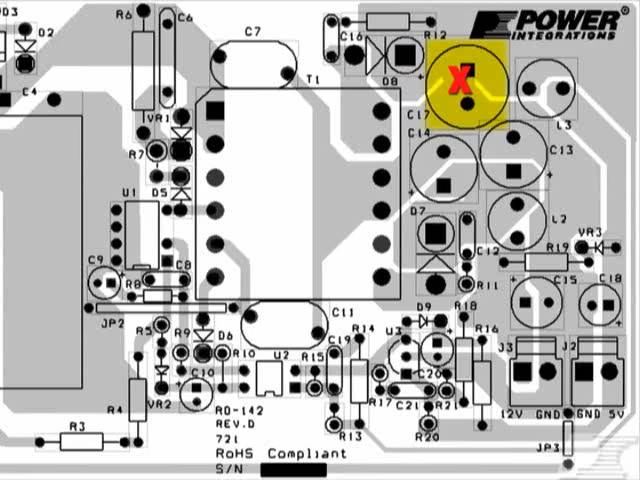 D3
D2
R6
C6
C7
C16
R12
POWER
INTEGRATIONS
®
C4
T1
D8
X
C17
L3
VR1
C14
C13
R7
D5
U1
D7
L2
VR3
C12
R19
C9
R8
C8
R11
C15
C18
JP2
C11
D9
R18
R5
R9
D6
C19
R14
U3
R16
J3
J2
R10
U2
R15
C10
C20
VR2
R17
C21
R21
12V GND
GND 5V
R4
RD-142
REV.D
721
R13
R20
R3
RoHS Compliant
S/N
JP3